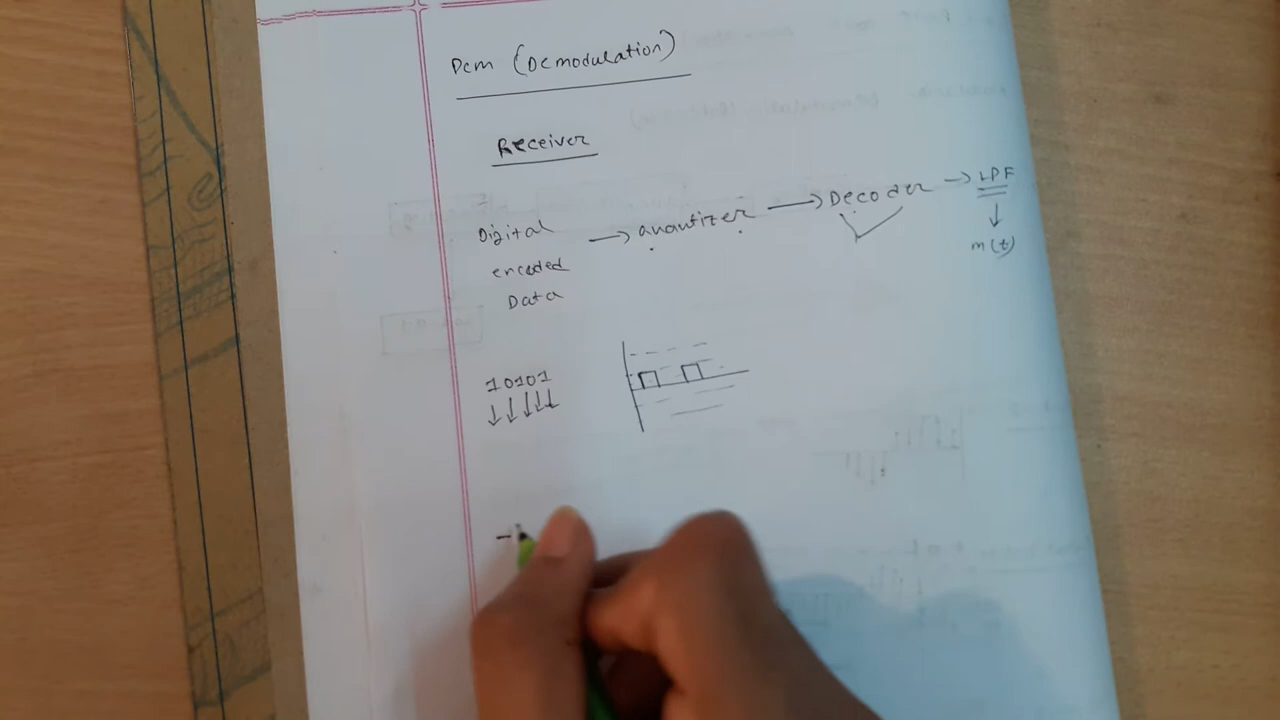 Pcm (Demodulation)
Receiver
Digital → quantizer → Decoder → LPF
encoded
Data
↓
m(t)
10101